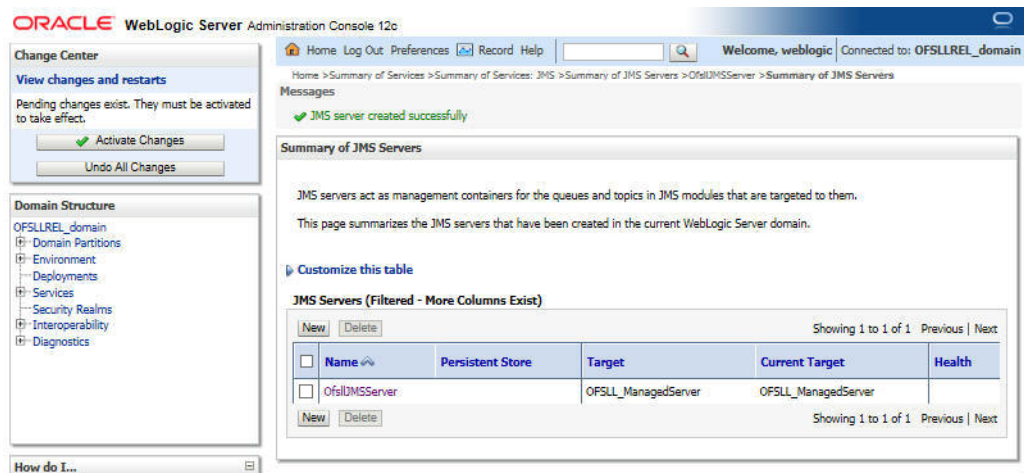 ORACLE WebLogic Server Administration Console 12c
Change Center
View changes and restarts
Pending changes exist. They must be activated
to take effect.
Activate Changes
Undo All Changes
Domain Structure
OFSLLREL_domain
Domain Partitions
Environment
Deployments
Services
Security Realms
Interoperability
Diagnostics
How do I...
Home Log Out Preferences Record Help
Welcome, weblogic Connected to: OFSLLREL_domain
Home >Summary of Services >Summary of Services: JMS >Summary of JMS Servers >OfsllJMSServer >Summary of JMS Servers
Messages
JMS server created successfully
Summary of JMS Servers
JMS servers act as management containers for the queues and topics in JMS modules that are targeted to them.
This page summarizes the JMS servers that have been created in the current WebLogic Server domain.
Customize this table
JMS Servers (Filtered - More Columns Exist)
New Delete Showing 1 to 1 of 1 Previous | Next
Name Persistent Store Target Current Target Health
OfsllJMSServer OFSLL_ManagedServer OFSLL_ManagedServer
New Delete Showing 1 to 1 of 1 Previous | Next